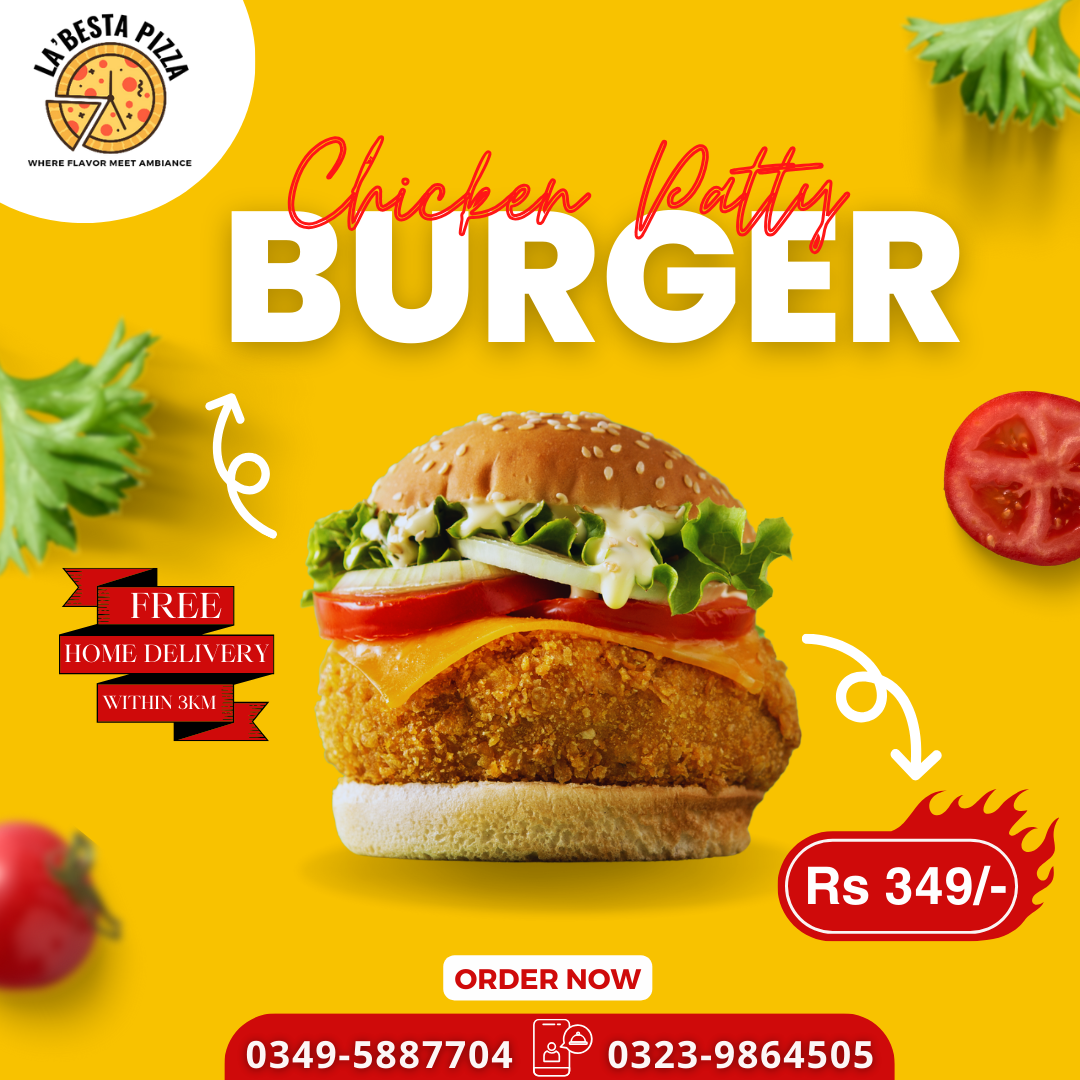 LA'BESTA PIZZA
WHERE FLAVOR MEET AMBIANCE
Chicken Patty
BURGER
FREE
HOME DELIVERY
WITHIN 3KM
Rs 349/-
ORDER NOW
0349-5887704 0323-9864505